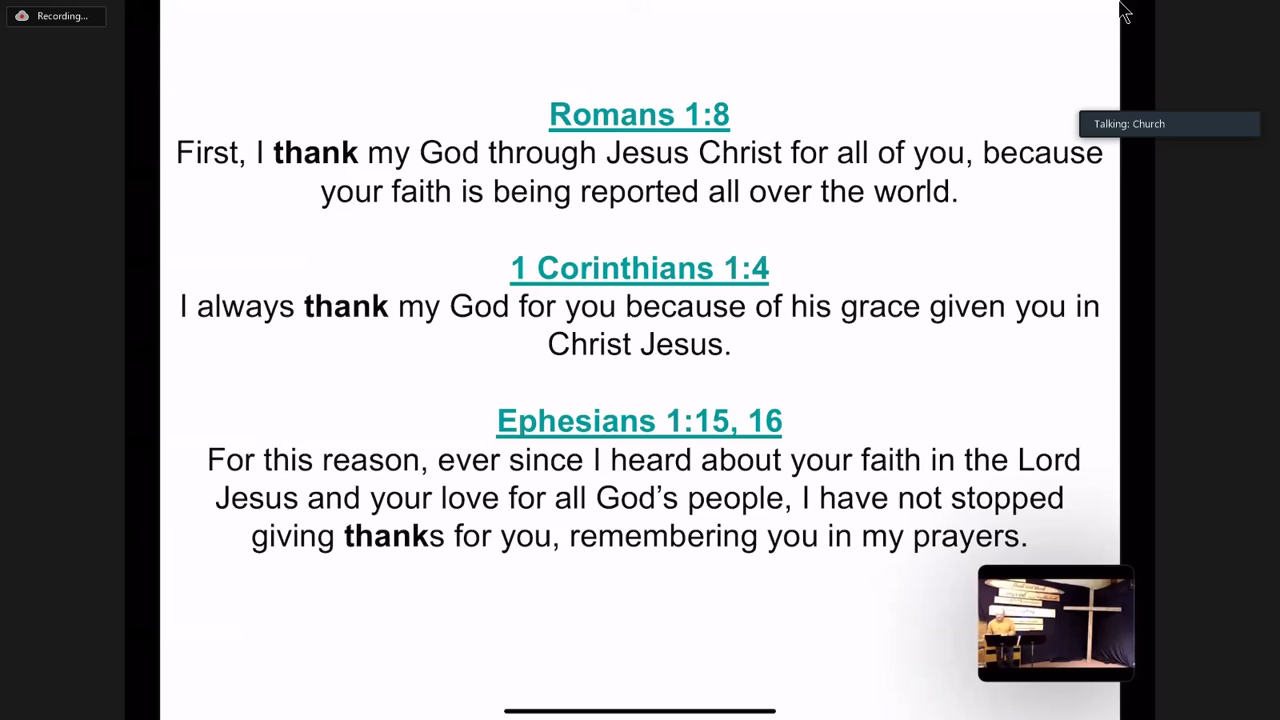 Recording...
Romans 1:8
Talking: Church
First, I thank my God through Jesus Christ for all of you, because
your faith is being reported all over the world.
1 Corinthians 1:4
I always thank my God for you because of his grace given you in
Christ Jesus.
Ephesians 1:15, 16
For this reason, ever since I heard about your faith in the Lord
Jesus and your love for all God’s people, I have not stopped
giving thanks for you, remembering you in my prayers.